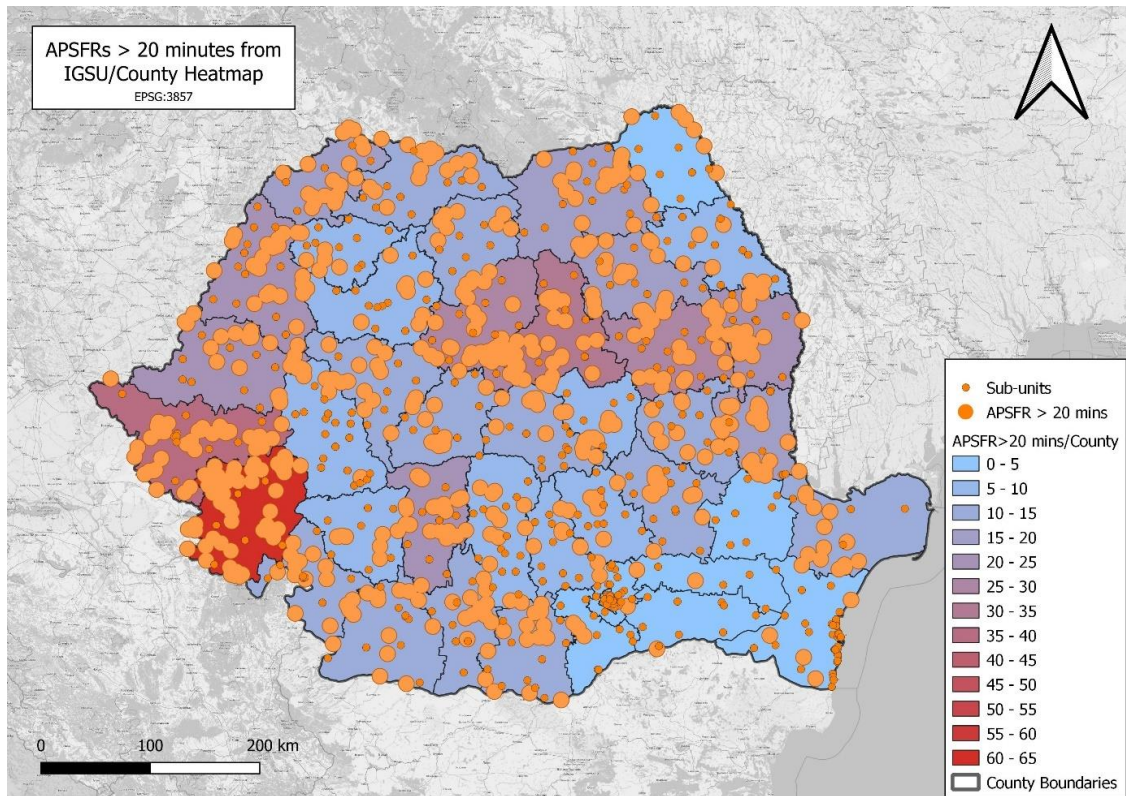 APSFRs > 20 minutes from
IGSU/County Heatmap
EPSG:3857
Sub-units
APSFR > 20 mins
APSFR>20 mins/County
0 - 5
5 - 10
10 - 15
15 - 20
20 - 25
25 - 30
30 - 35
35 - 40
40 - 45
45 - 50
50 - 55
55 - 60
60 - 65
County Boundaries
0 100 200 km